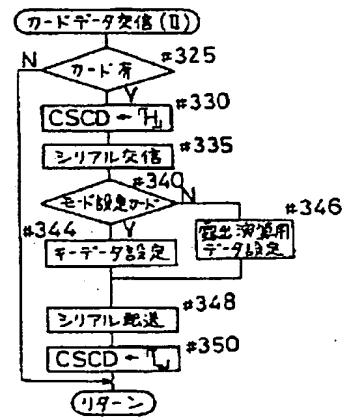 カードデータ交信(II)
カード有
#325
N
Y
#330
CSCD ← 「H」
#335
シリアル交信
#340
モード設定カード
N
#344
Y
#346
キーデータ設定
露出演算用
データ設定
#348
シリアル転送
#350
CSCD ← 「L」
リターン